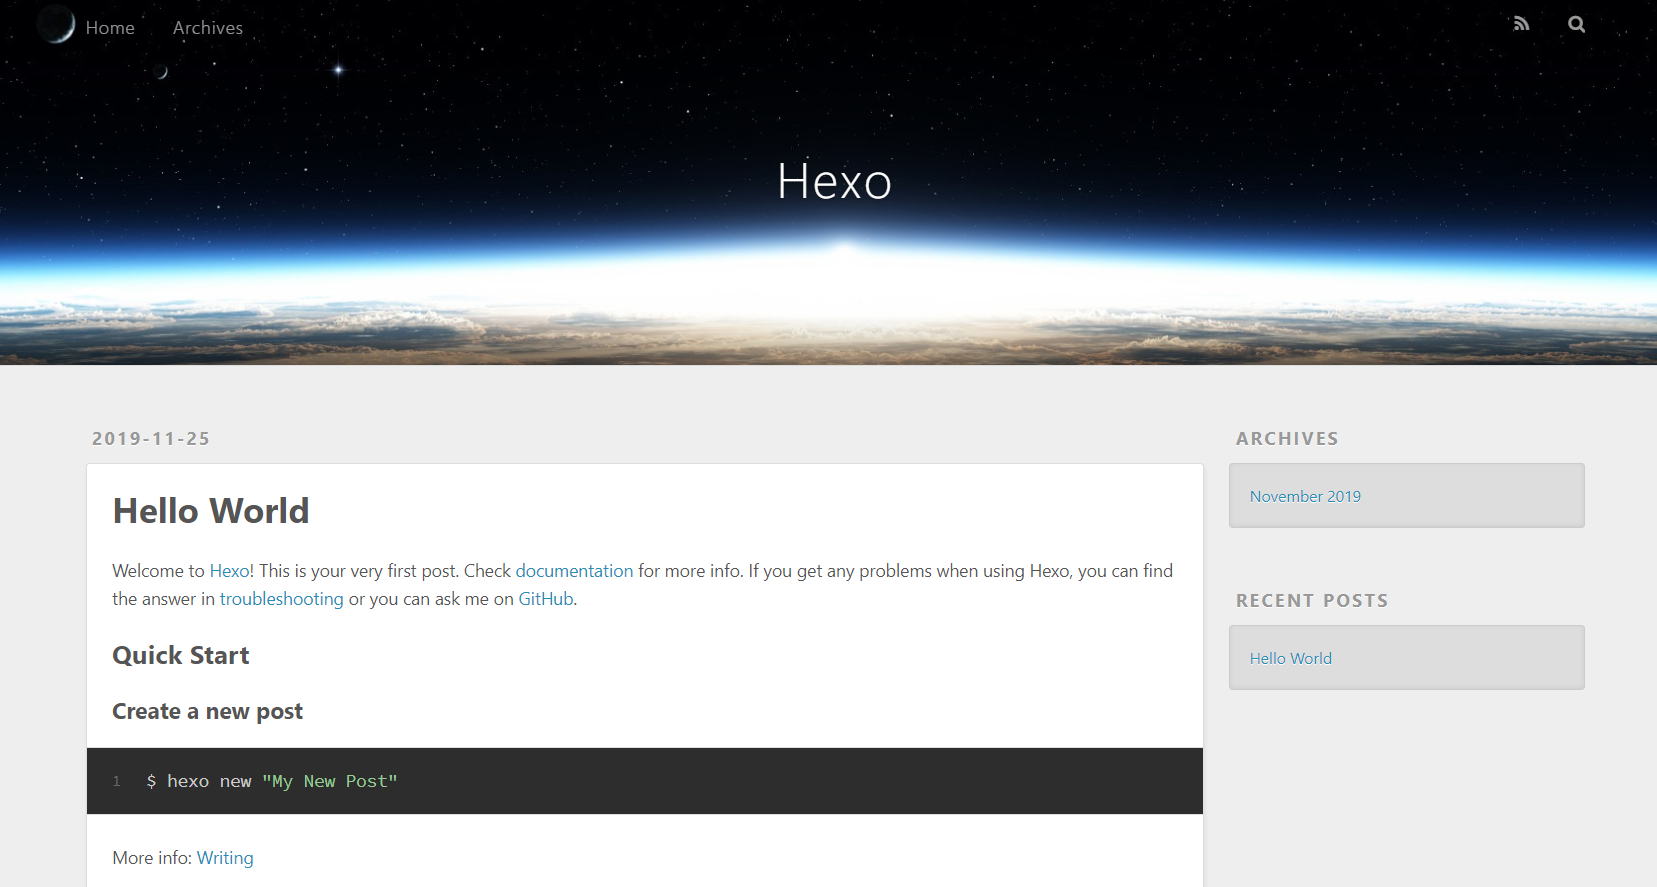 Home Archives
Hexo
2019-11-25
Hello World
Welcome to Hexo! This is your very first post. Check documentation for more info. If you get any problems when using Hexo, you can find
the answer in troubleshooting or you can ask me on GitHub.
Quick Start
Create a new post
1 $ hexo new "My New Post"
More info: Writing
ARCHIVES
November 2019
RECENT POSTS
Hello World